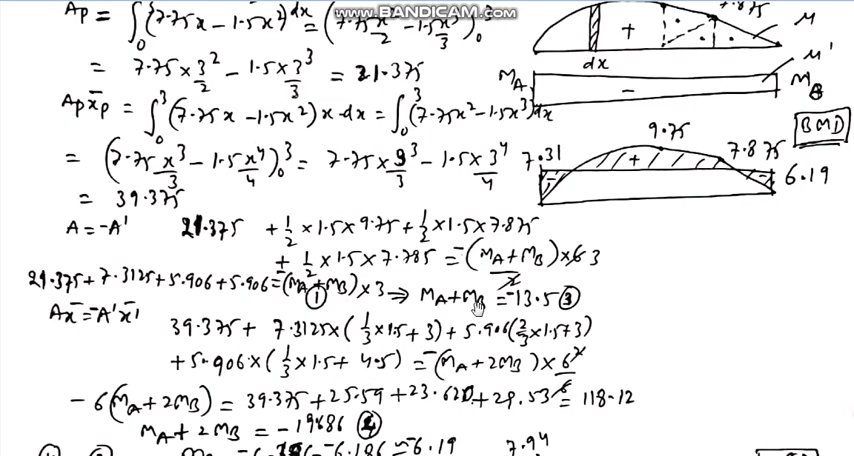 WWW.BANDICAM.COM
Ap = ∫₀³ (7.75x − 1.5x²) dx = (7.75x²/2 − 1.5x³/3)₀³
= 7.75 × 3²/2 − 1.5 × 3³/3 = 21.375
Ap x̄p = ∫₀³ (7.75x − 1.5x²) x·dx = ∫₀³ (7.75x² − 1.5x³) dx
= (7.75 x³/3 − 1.5 x⁴/4)₀³ = 7.75 × 3³/3 − 1.5 × 3⁴/4
= 39.375
A = −A' 21.375 + 1/2 × 1.5 × 9.75 + 1/2 × 1.5 × 7.875
+ 1/2 × 1.5 × 7.785 = −(MA + MB) × 3
21.375 + 7.3125 + 5.906 + 5.906 = −(MA + MB) × 3 ⇒ MA + MB = −13.5 ③
①
Ax̄ = −A'x̄'
39.375 + 7.3125 × (1/3 × 1.5 + 3) + 5.906 (2/3 × 1.5 + 3)
+ 5.906 × (1/3 × 1.5 + 4.5) = −(MA + 2MB) × 6
− 6(MA + 2MB) = 39.375 + 25.59 + 23.620 + 29.53 = 118.12
MA + 2MB = −19.686 ④
−6.186 = −6.19
7.94
7.875
+
μ
dx
MA
−
μ'
MB
BMD
9.75
7.31
+
7.875
6.19